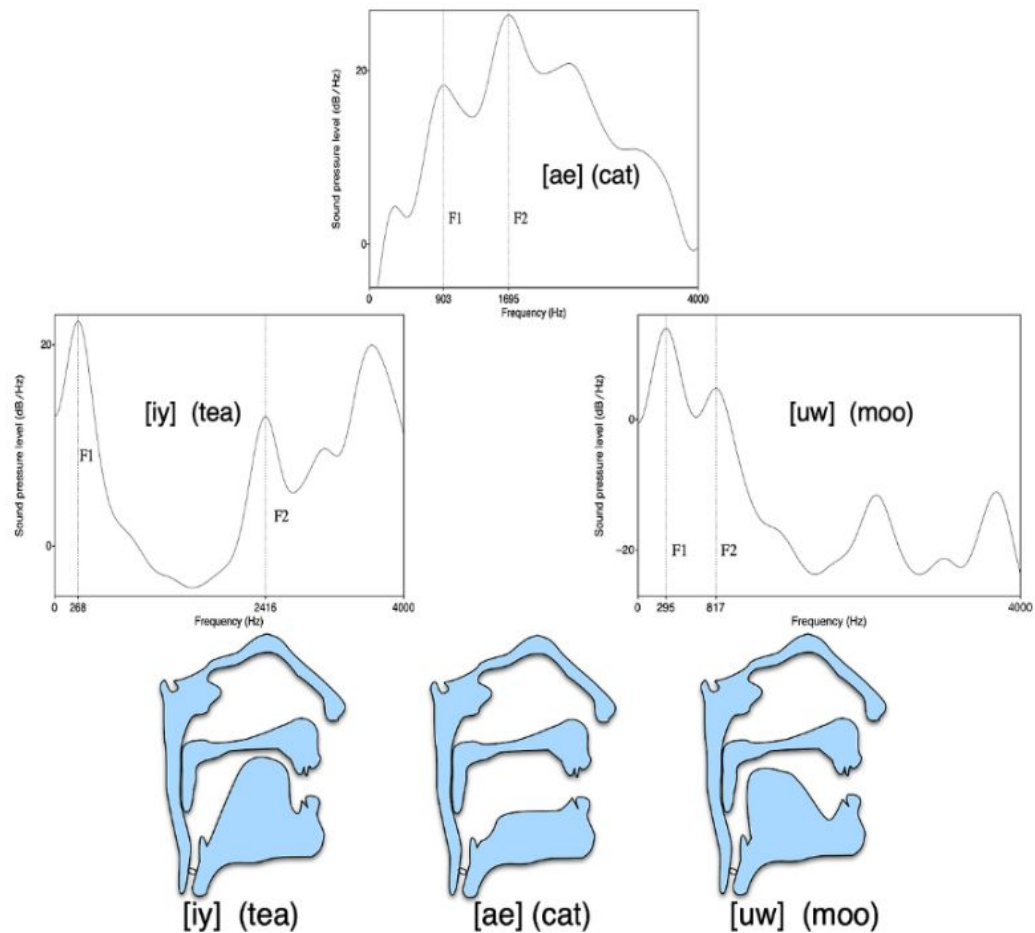 Sound pressure level (dB/Hz)
20
0
[ae] (cat)
F1
F2
0
903
1695
4000
Frequency (Hz)
Sound pressure level (dB/Hz)
20
0
[iy] (tea)
F1
F2
0
268
2416
4000
Frequency (Hz)
Sound pressure level (dB/Hz)
0
−20
[uw] (moo)
F1
F2
0
295
817
4000
Frequency (Hz)
[iy] (tea)
[ae] (cat)
[uw] (moo)